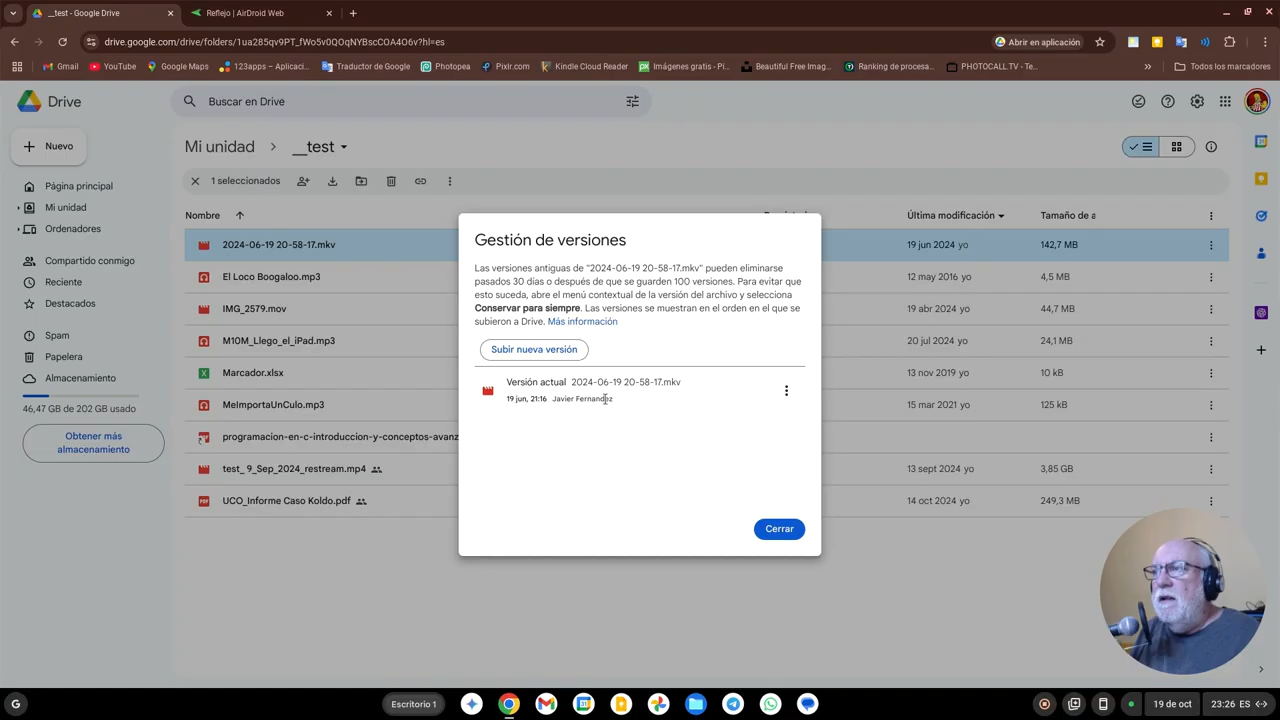 __test - Google Drive
Reflejo / AirDroid Web
drive.google.com/drive/folders/1ua285qv9PT_fWo5v0QOqNYBscCOA4O6v?hl=es
Abrir en aplicación
Gmail
YouTube
Google Maps
123apps – Aplicaci...
Traductor de Google
Photopea
Pixir.com
Kindle Cloud Reader
Imágenes gratis - Pi...
Beautiful Free Imag...
Ranking de procesa...
PHOTOCALL.TV - Te...
Todos los marcadores
Drive
Buscar en Drive
Nuevo
Mi unidad
__test
1 seleccionados
Página principal
Mi unidad
Ordenadores
Compartido conmigo
Reciente
Destacados
Spam
Papelera
Almacenamiento
46,47 GB de 202 GB usado
Obtener más
almacenamiento
Nombre
Última modificación
Tamaño de a
2024-06-19 20-58-17.mkv
19 jun 2024 yo
142,7 MB
El Loco Boogaloo.mp3
12 may 2016 yo
4,5 MB
IMG_2579.mov
19 abr 2024 yo
44,7 MB
M10M_Llego_el_iPad.mp3
20 jul 2024 yo
24,1 MB
Marcador.xlsx
13 nov 2019 yo
10 kB
MeImportaUnCulo.mp3
15 mar 2021 yo
125 kB
programacion-en-c-introduccion-y-conceptos-avanz
test_ 9_Sep_2024_restream.mp4
13 sept 2024 yo
3,85 GB
UCO_Informe Caso Koldo.pdf
14 oct 2024 yo
249,3 MB
Gestión de versiones
Las versiones antiguas de "2024-06-19 20-58-17.mkv" pueden eliminarse
pasados 30 días o después de que se guarden 100 versiones. Para evitar que
esto suceda, abre el menú contextual de la versión del archivo y selecciona
Conservar para siempre. Las versiones se muestran en el orden en el que se
subieron a Drive. Más información
Subir nueva versión
Versión actual 2024-06-19 20-58-17.mkv
19 jun, 21:16 Javier Fernandez
Cerrar
Escritorio 1
19 de oct
23:26 ES